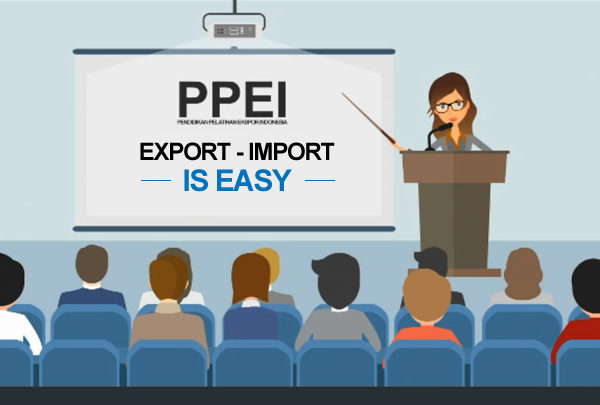 PPEI
PENDIDIKAN PELATIHAN EKSPOR INDONESIA
EXPORT - IMPORT
IS EASY